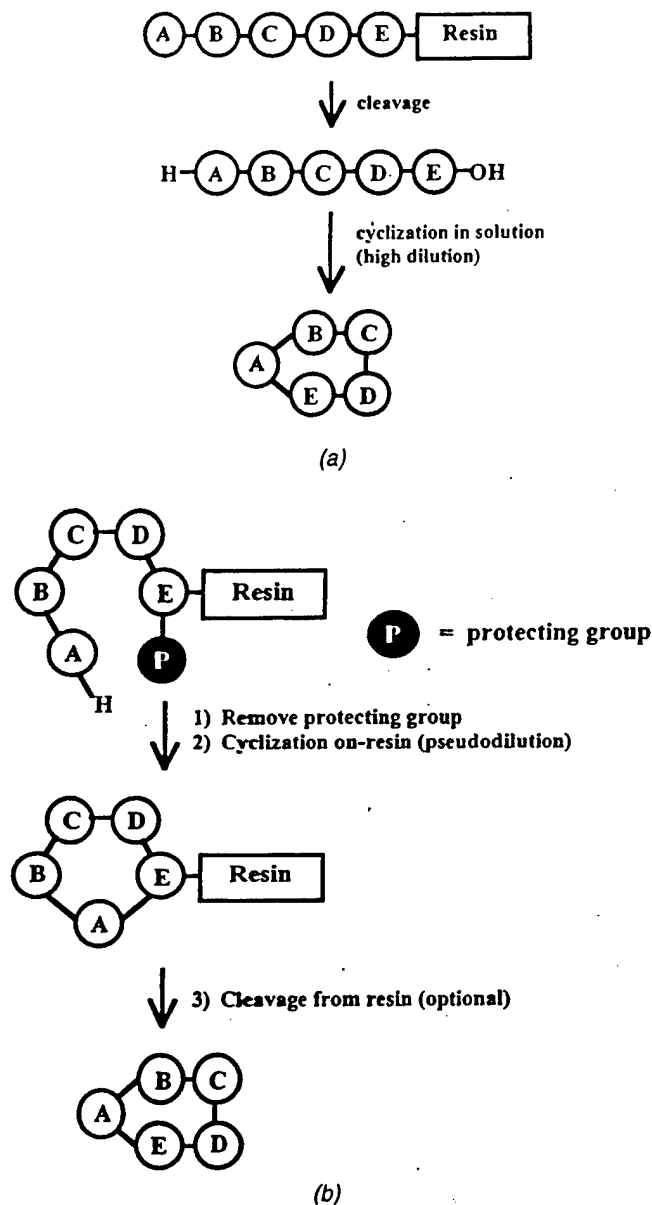 A B C D E Resin
cleavage
H A B C D E OH
cyclization in solution
(high dilution)
B C
A
E D
(a)
C D
B E Resin
P = protecting group
A P
H
1) Remove protecting group
2) Cyclization on-resin (pseudodilution)
C D
B E Resin
A
3) Cleavage from resin (optional)
B C
A
E D
(b)